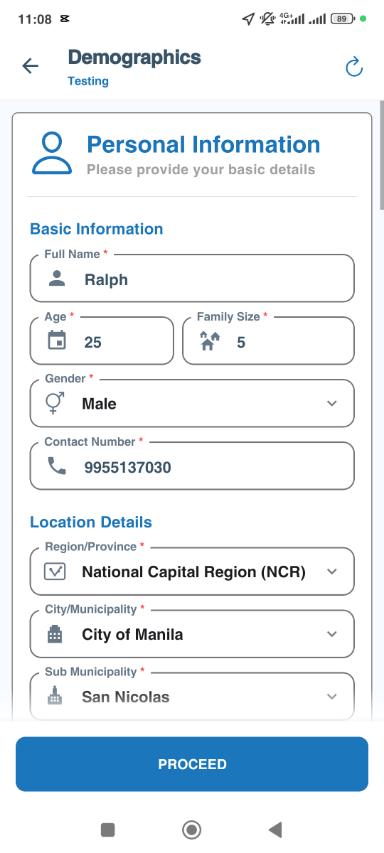 11:08
4G+
89
Demographics
Testing
Personal Information
Please provide your basic details
Basic Information
Full Name *
Ralph
Age *
25
Family Size *
5
Gender *
Male
Contact Number *
9955137030
Location Details
Region/Province *
National Capital Region (NCR)
City/Municipality *
City of Manila
Sub Municipality *
San Nicolas
PROCEED